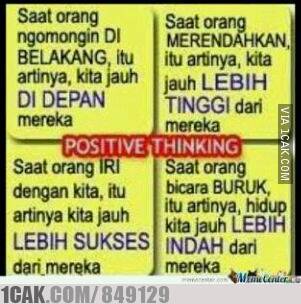 Saat orang
ngomongin DI
BELAKANG, itu
artinya, kita jauh
DI DEPAN
mereka
Saat orang
MERENDAHKAN,
itu artinya, kita
jauh LEBIH
TINGGI dari
mereka
POSITIVE THINKING
Saat orang IRI
dengan kita, itu
artinya kita jauh
LEBIH SUKSES
dari mereka
Saat orang
bicara BURUK,
itu artinya, hidup
kita jauh LEBIH
INDAH dari
mereka
VIA 1CAK.COM
memecenter.com
MemeCenter
1CAK.COM/849129